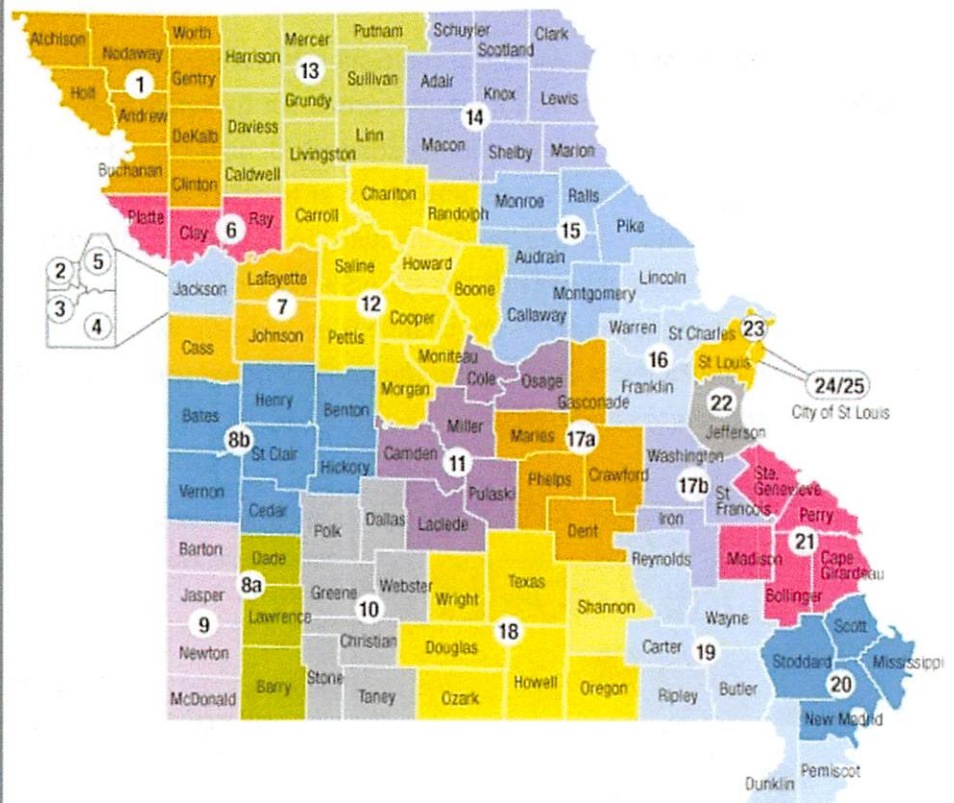 Atchison
Nodaway
Worth
Harrison
Mercer
Putnam
Schuyler
Scotland
Clark
Holt
1
Gentry
13
Sullivan
Adair
Knox
Lewis
Andrew
DeKalb
Daviess
Grundy
Linn
14
Macon
Shelby
Marion
Buchanan
Clinton
Caldwell
Livingston
Chariton
Monroe
Ralls
Platte
Clay
6
Ray
Carroll
Randolph
15
Pike
2
5
3
4
Jackson
Lafayette
7
Johnson
Saline
12
Howard
Boone
Audrain
Callaway
Montgomery
Lincoln
Cass
Pettis
Cooper
Moniteau
Warren
St Charles
23
16
St Louis
24/25
City of St Louis
Bates
Henry
Benton
Morgan
Cole
Osage
Gasconade
Franklin
22
Jefferson
8b
St Clair
Hickory
Miller
Camden
11
Maries
17a
Washington
Vernon
Cedar
Polk
Dallas
Laclede
Pulaski
Phelps
Crawford
17b
St
Francois
Ste.
Genevieve
Perry
Barton
Dade
Dent
Iron
Reynolds
Madison
21
Cape
Girardeau
Bollinger
Jasper
8a
Lawrence
Greene
Webster
10
Wright
Texas
Shannon
Wayne
9
Newton
Christian
Douglas
18
Carter
19
Scott
Stoddard
Mississippi
McDonald
Barry
Stone
Taney
Ozark
Howell
Oregon
Ripley
Butler
20
New Madrid
Dunklin
Pemiscot